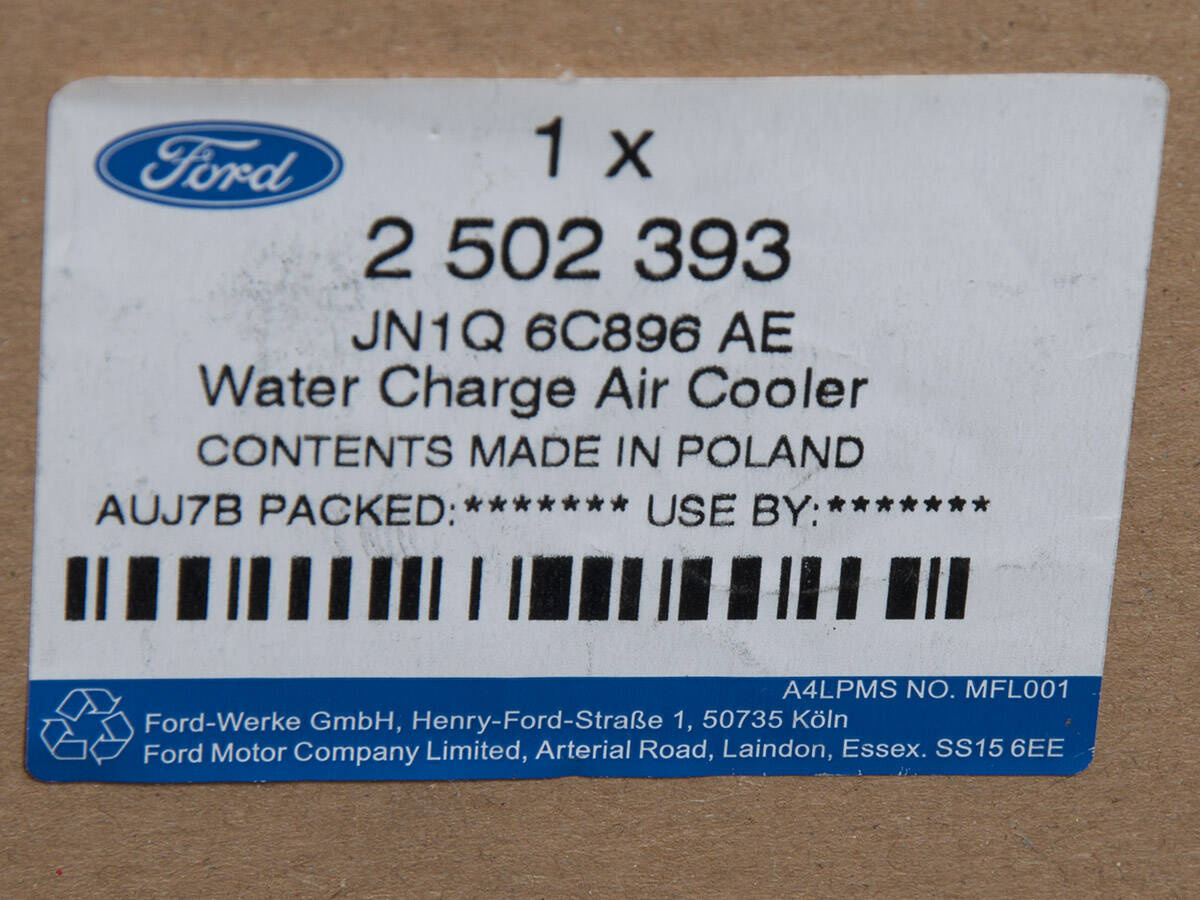 Ford
1 x
2 502 393
JN1Q 6C896 AE
Water Charge Air Cooler
CONTENTS MADE IN POLAND
AUJ7B PACKED:******* USE BY:*******
A4LPMS NO. MFL001
Ford-Werke GmbH, Henry-Ford-Straße 1, 50735 Köln
Ford Motor Company Limited, Arterial Road, Laindon, Essex. SS15 6EE